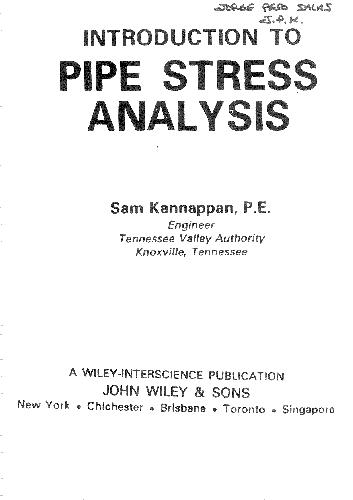 INTRODUCTION TO
PIPE STRESS
ANALYSIS
Sam Kannappan, P.E.
Engineer
Tennessee Valley Authority
Knoxville, Tennessee
A WILEY-INTERSCIENCE PUBLICATION
JOHN WILEY & SONS
New York • Chichester • Brisbane • Toronto • Singapore